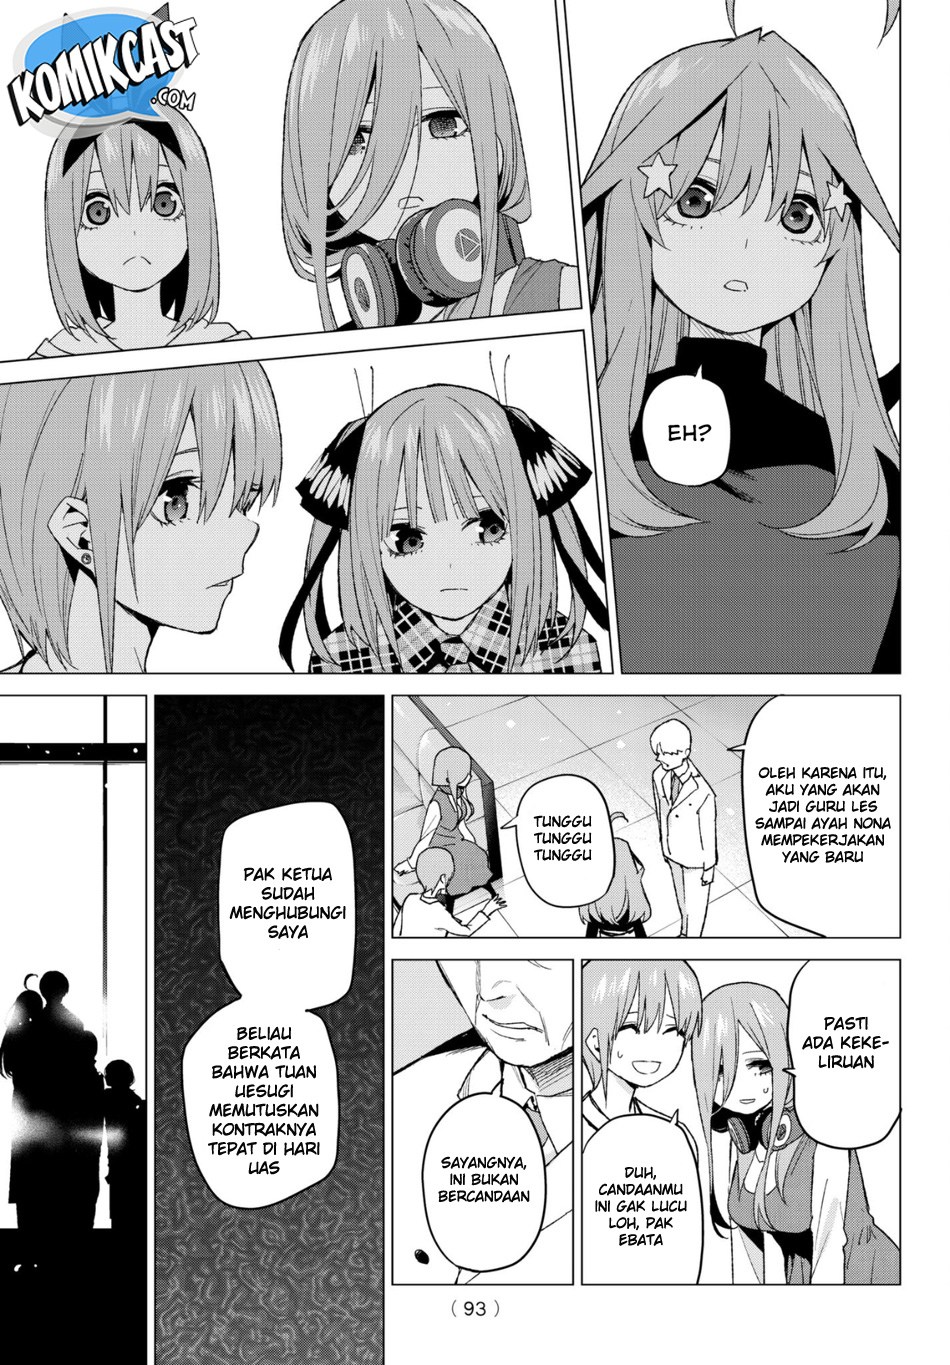 KOMIKCAST
.COM
EH?
OLEH KARENA ITU,
AKU YANG AKAN
JADI GURU LES
SAMPAI AYAH NONA
MEMPEKERJAKAN
YANG BARU
TUNGGU
TUNGGU
TUNGGU
PASTI
ADA KEKE-
LIRUAN
DUH,
CANDAANMU
INI GAK LUCU
LOH, PAK
EBATA
SAYANGNYA,
INI BUKAN
BERCANDAAN
PAK KETUA
SUDAH
MENGHUBUNGI
SAYA
BELIAU
BERKATA
BAHWA TUAN
UESUGI
MEMUTUSKAN
KONTRAKNYA
TEPAT DI HARI
UAS
( 93 )